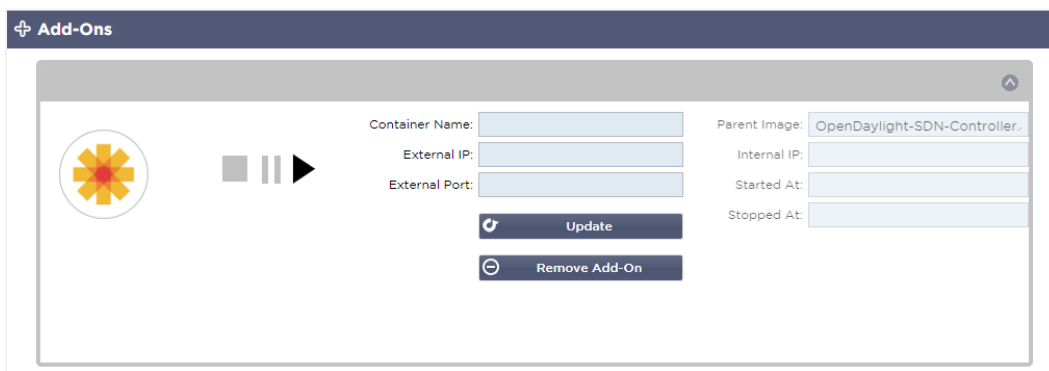 Add-Ons
Container Name:
External IP:
External Port:
Update
Remove Add-On
Parent Image: OpenDaylight-SDN-Controller.
Internal IP:
Started At:
Stopped At: